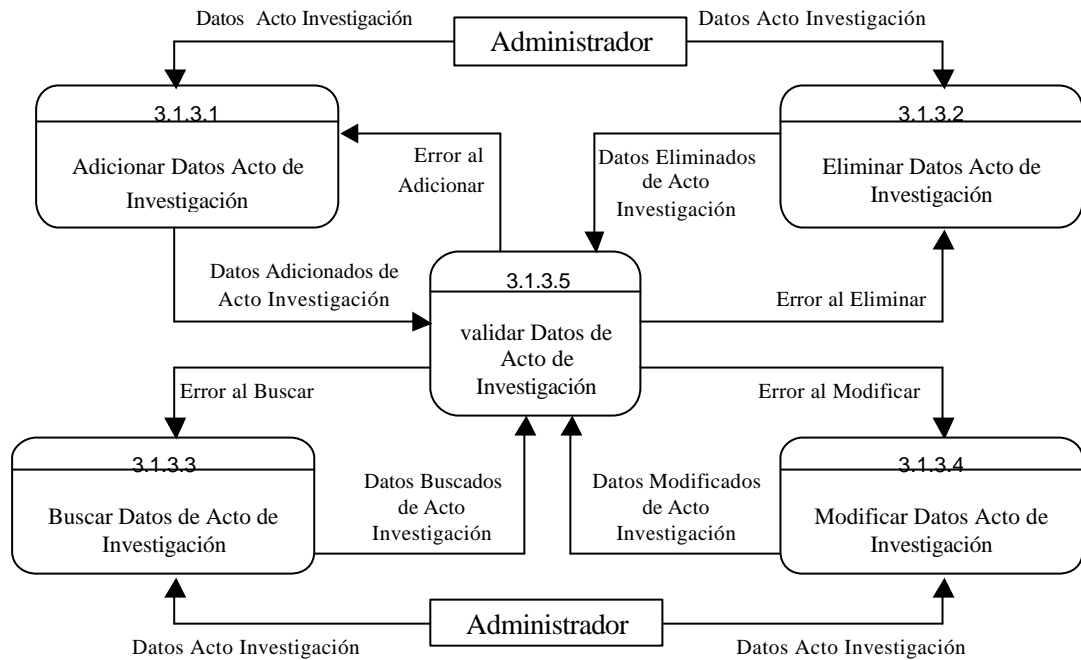 Datos Acto Investigación
Datos Acto Investigación
Administrador
3.1.3.1
Adicionar Datos Acto de
Investigación
3.1.3.2
Eliminar Datos Acto de
Investigación
Error al
Adicionar
Datos Eliminados
de Acto
Investigación
Datos Adicionados de
Acto Investigación
3.1.3.5
validar Datos de
Acto de
Investigación
Error al Eliminar
Error al Buscar
Error al Modificar
3.1.3.3
Buscar Datos de Acto de
Investigación
Datos Buscados
de Acto
Investigación
Datos Modificados
de Acto
Investigación
3.1.3.4
Modificar Datos Acto de
Investigación
Administrador
Datos Acto Investigación
Datos Acto Investigación